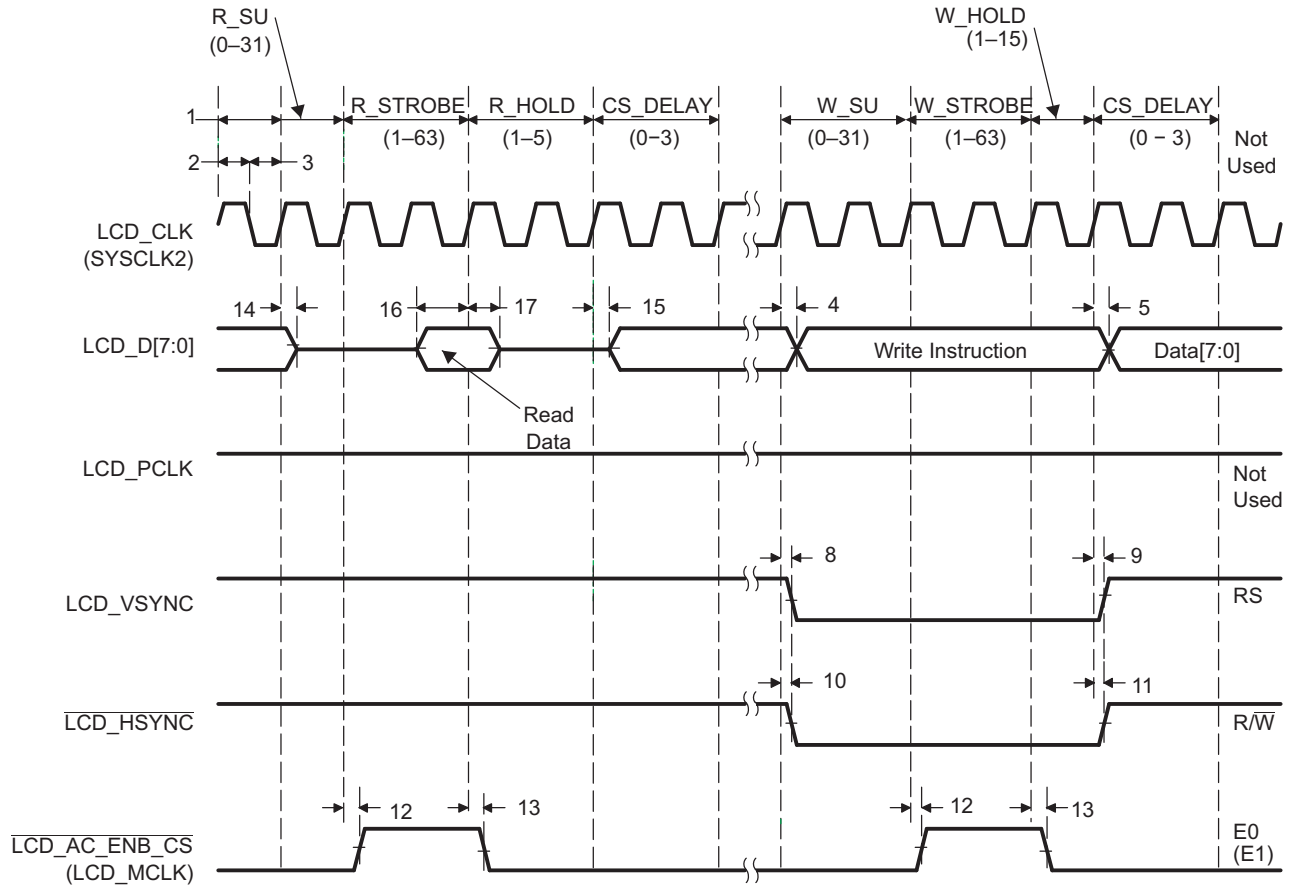 R_SU
(0–31)
W_HOLD
(1–15)
1
R_STROBE
(1–63)
R_HOLD
(1–5)
CS_DELAY
(0–3)
W_SU
(0–31)
W_STROBE
(1–63)
CS_DELAY
(0 – 3)
Not
Used
2
3
LCD_CLK
(SYSCLK2)
14
16
17
15
4
5
LCD_D[7:0]
Write Instruction
Data[7:0]
Read
Data
LCD_PCLK
Not
Used
8
9
LCD_VSYNC
RS
10
11
LCD_HSYNC
R/W
12
13
12
13
LCD_AC_ENB_CS
(LCD_MCLK)
E0
(E1)